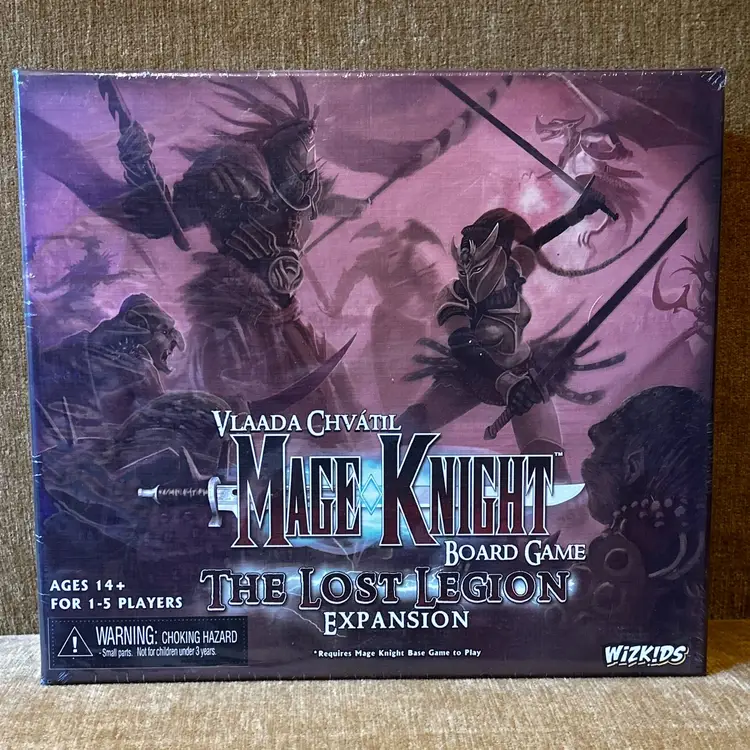 VLAADA CHVÁTIL
MAGE KNIGHT™
BOARD GAME
THE LOST LEGION
EXPANSION
AGES 14+
FOR 1-5 PLAYERS
WARNING: CHOKING HAZARD
-Small parts. Not for children under 3 years.
*Requires Mage Knight Base Game to Play
WIZKIDS